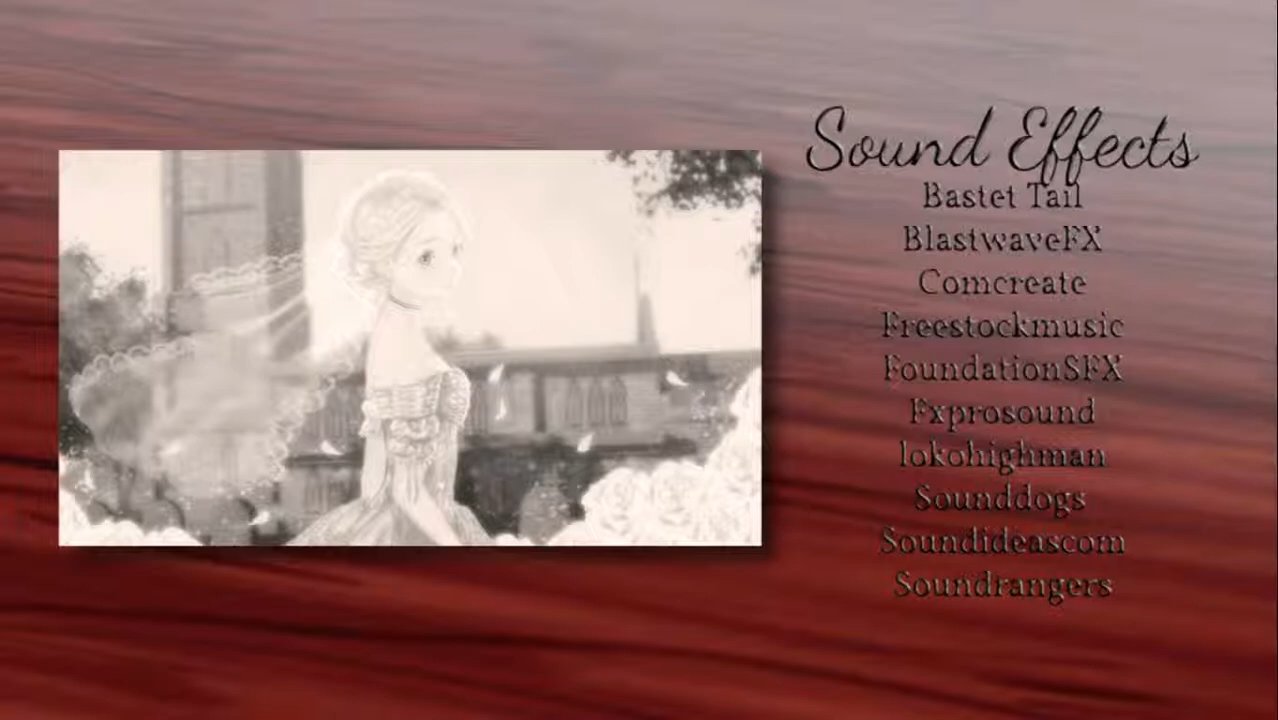 Sound Effects
Bastet Tail
BlastwaveFX
Comcreate
Freestockmusic
FoundationSFX
Fxprosound
lokohighman
Sounddogs
Soundideascom
Soundrangers